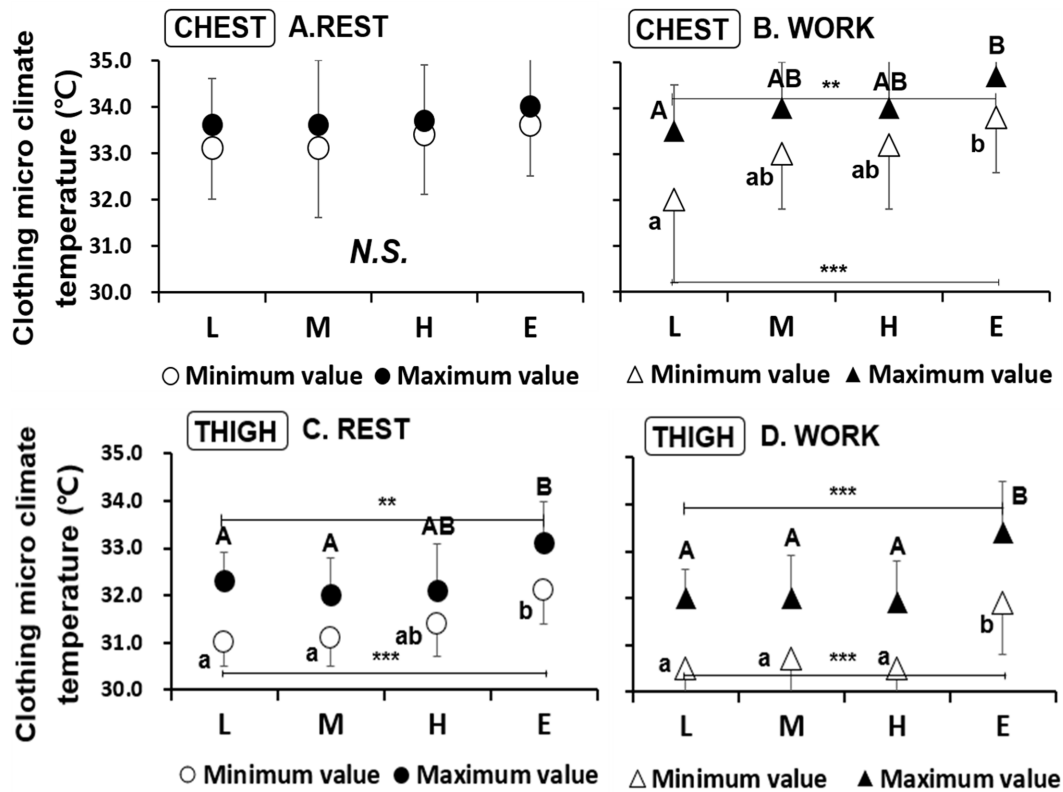 CHEST A.REST
CHEST B. WORK
Clothing micro climate
temperature (℃)
35.0
34.0
33.0
32.0
31.0
30.0
N.S.
L M H E
○ Minimum value ● Maximum value
A AB AB B
**
a ab ab b
***
L M H E
△ Minimum value ▲ Maximum value
THIGH C. REST
THIGH D. WORK
Clothing micro climate
temperature (℃)
35.0
34.0
33.0
32.0
31.0
30.0
**
A A AB B
a a ab b
***
L M H E
○ Minimum value ● Maximum value
***
A A A B
a a a b
***
L M H E
△ Minimum value ▲ Maximum value